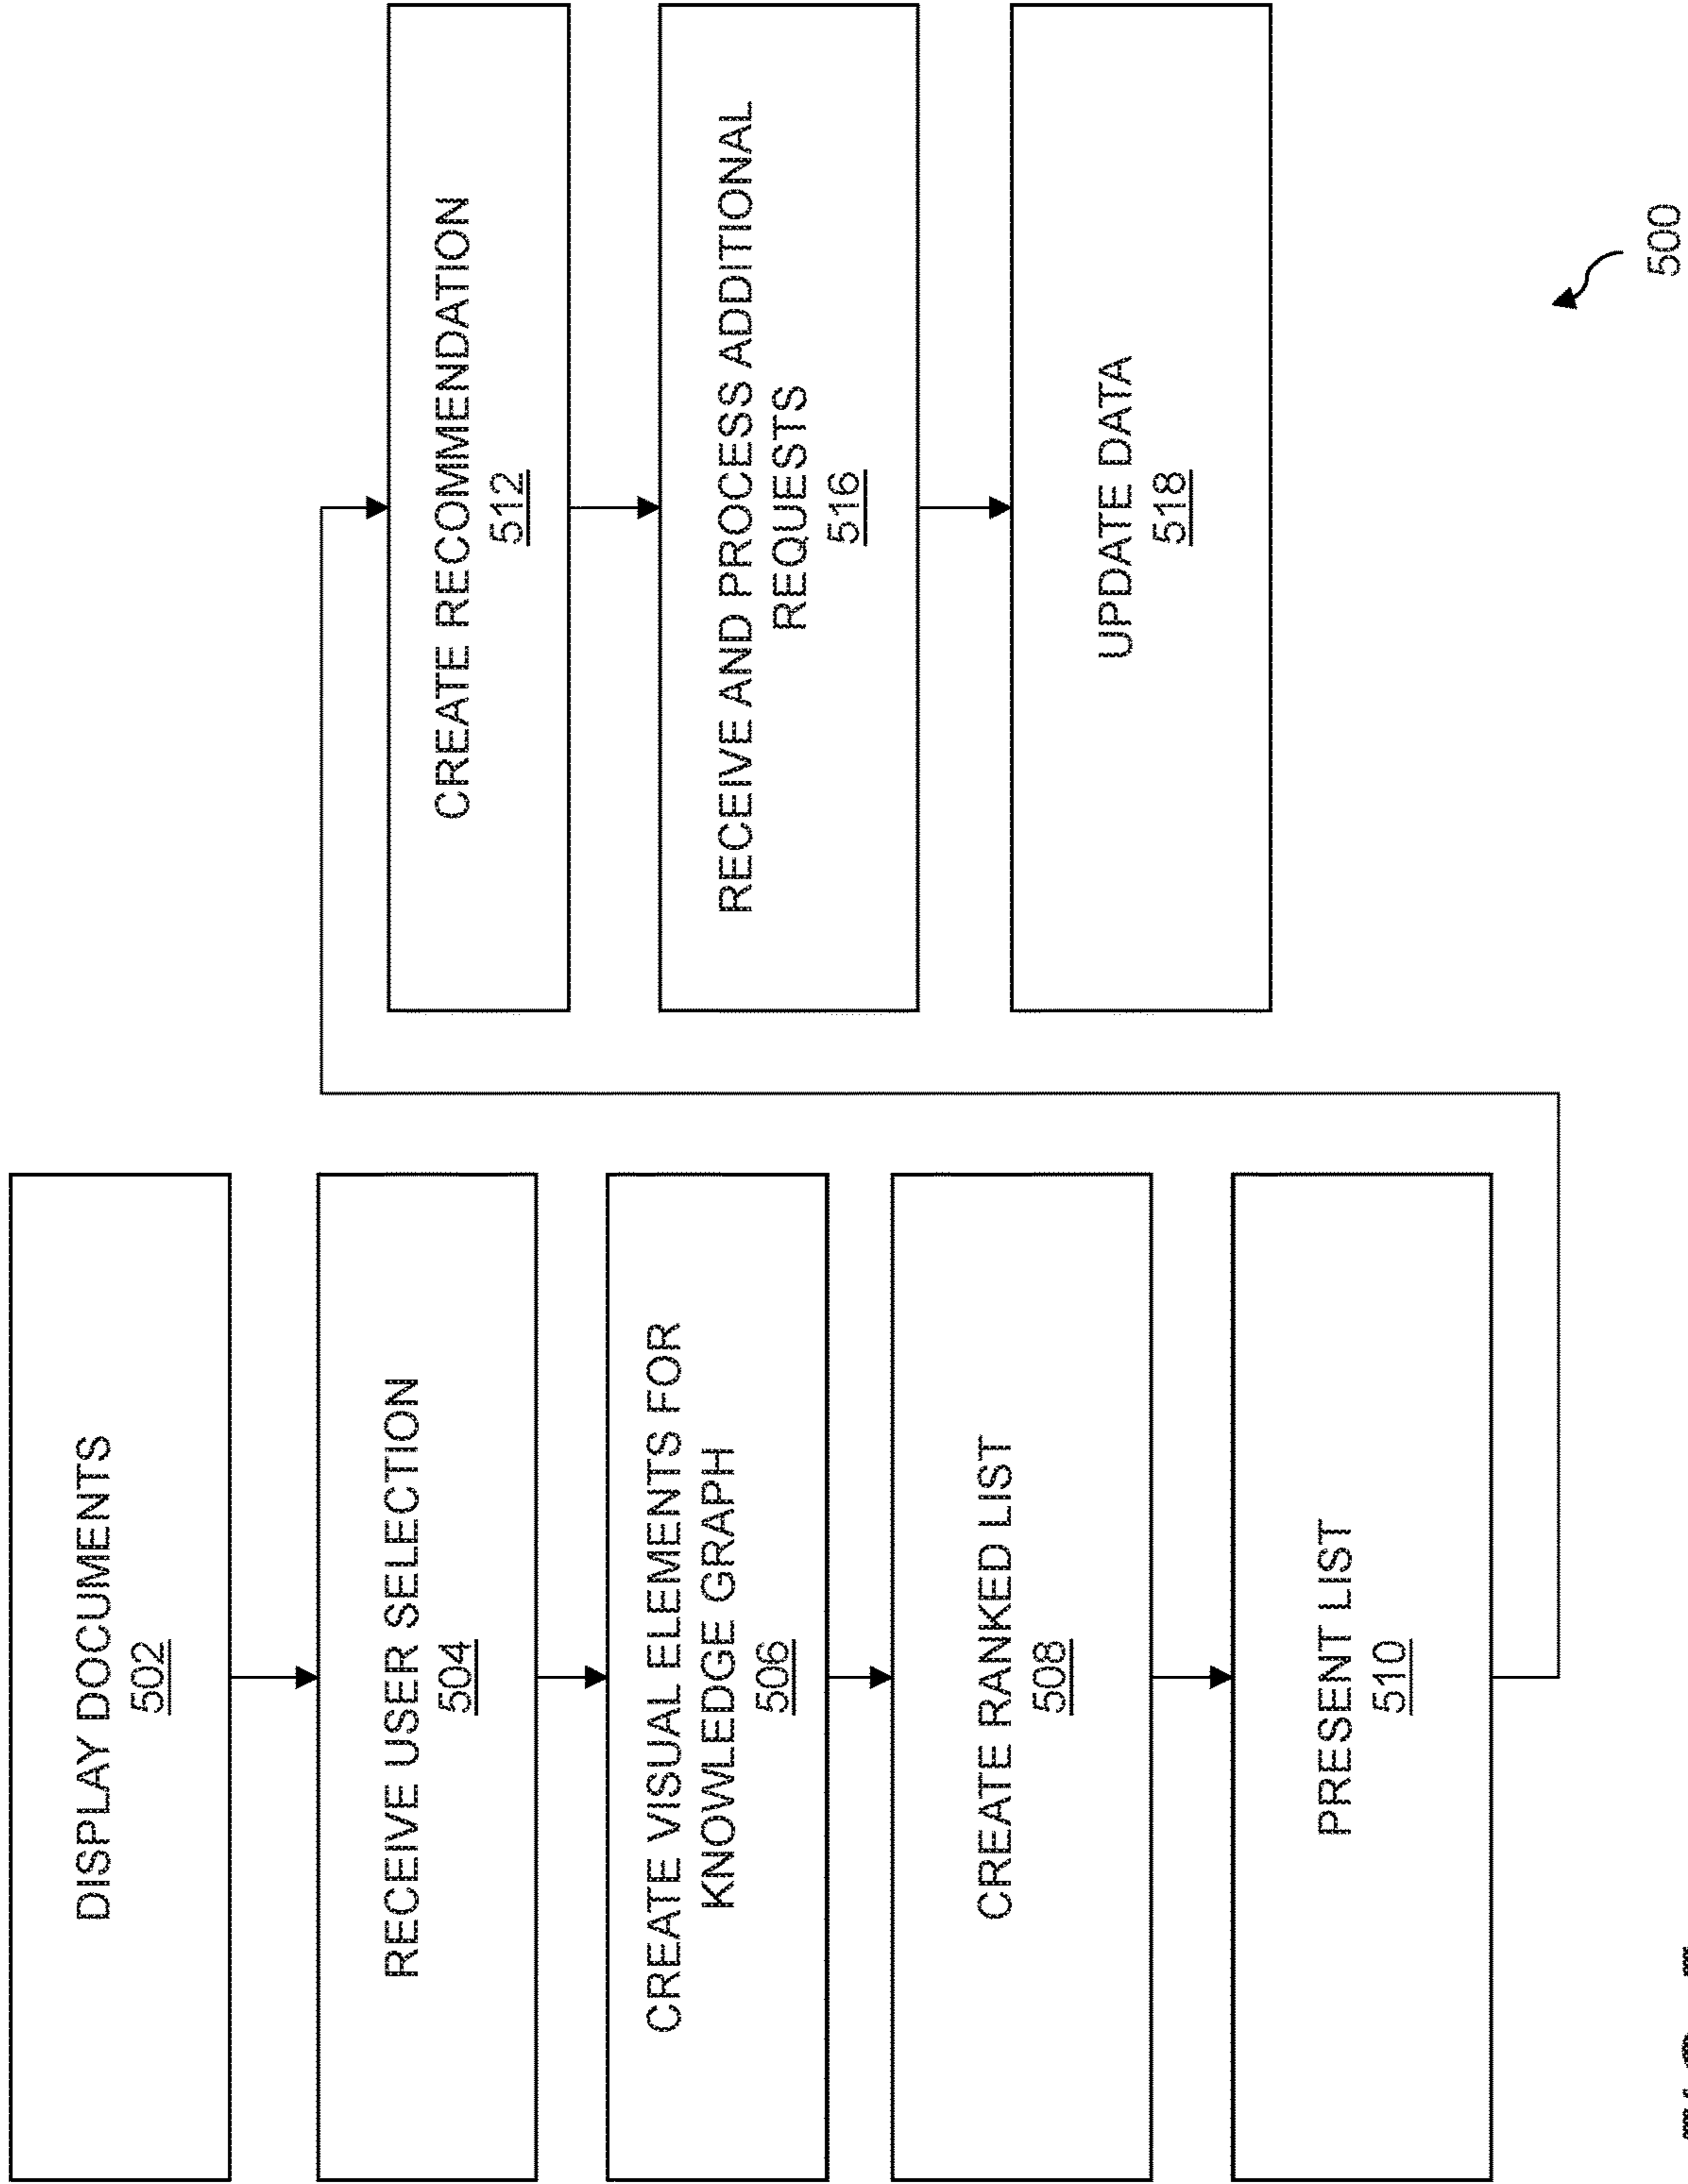 DISPLAY DOCUMENTS
502
RECEIVE USER SELECTION
504
CREATE VISUAL ELEMENTS FOR
KNOWLEDGE GRAPH
506
CREATE RANKED LIST
508
PRESENT LIST
510
CREATE RECOMMENDATION
512
RECEIVE AND PROCESS ADDITIONAL
REQUESTS
516
UPDATE DATA
518
500